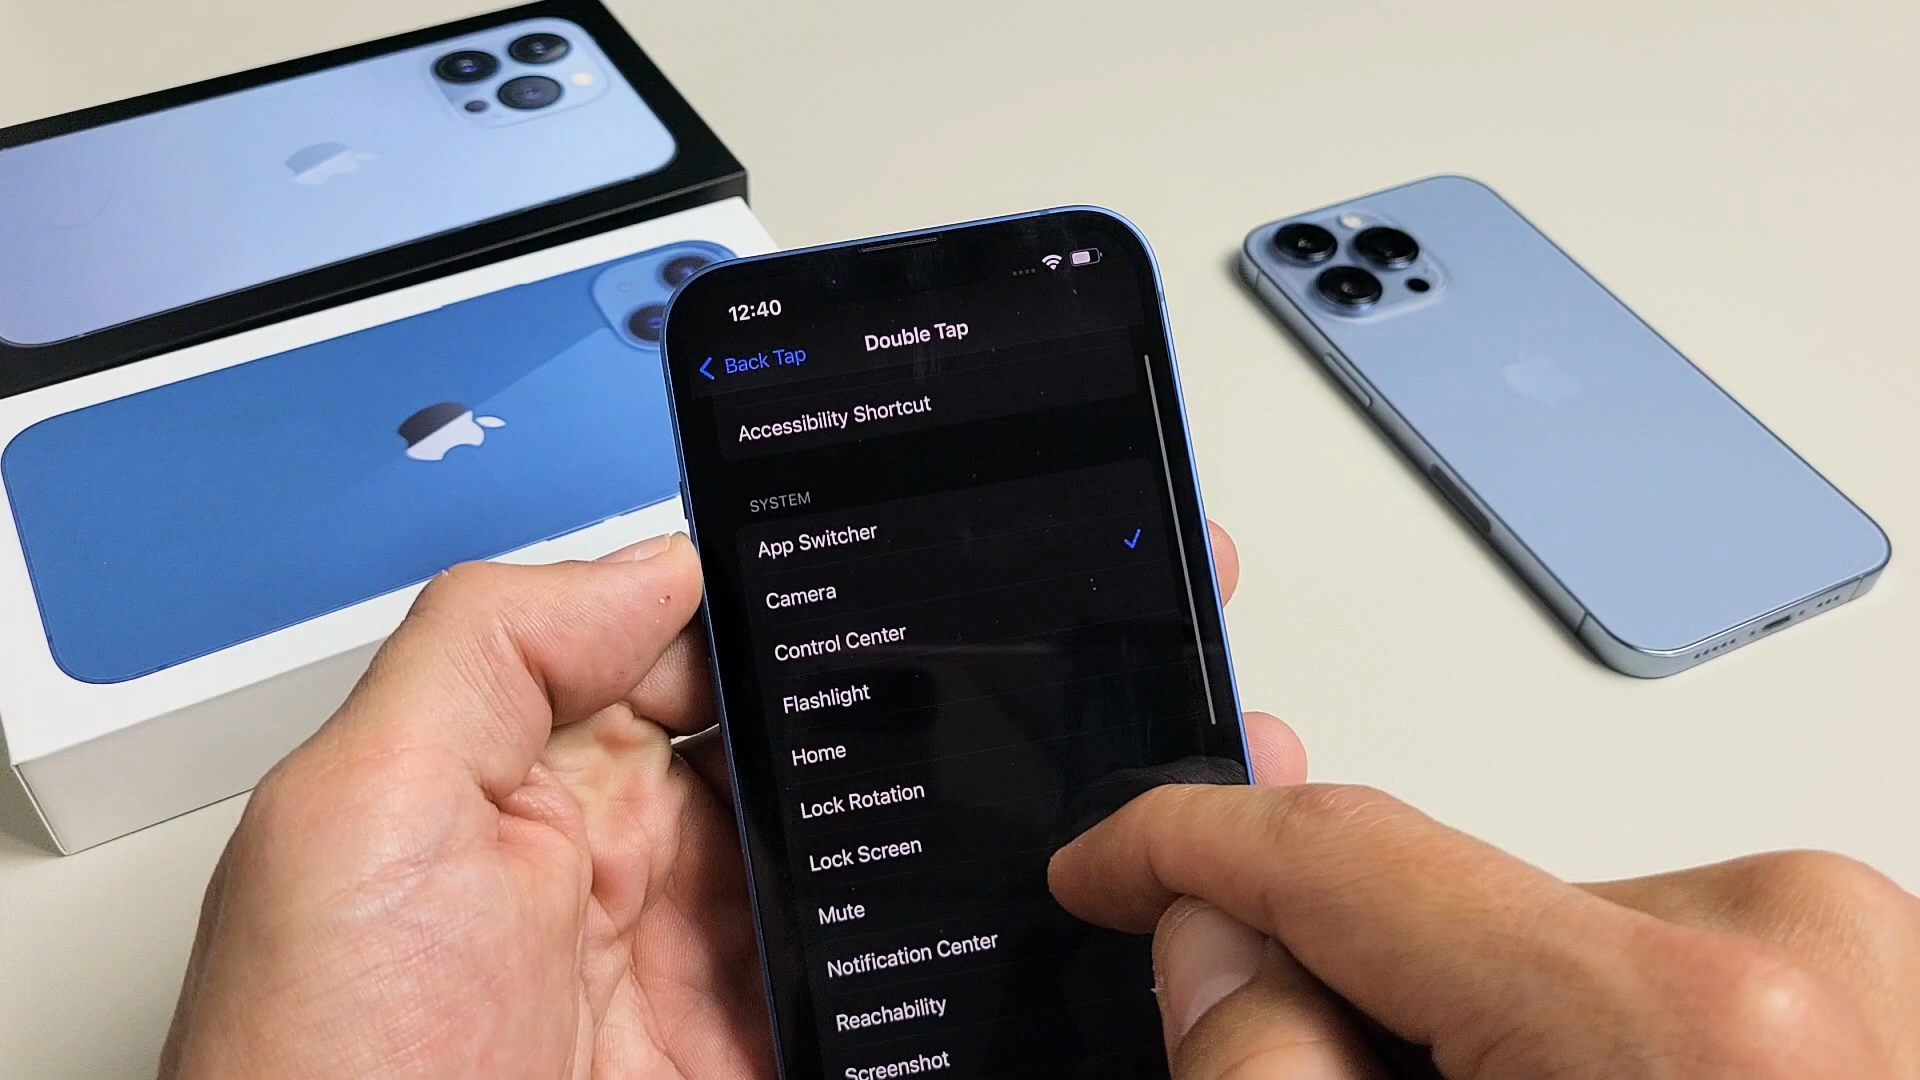 12:40
Back Tap
Double Tap
Accessibility Shortcut
SYSTEM
App Switcher
Camera
Control Center
Flashlight
Home
Lock Rotation
Lock Screen
Mute
Notification Center
Reachability
Screenshot